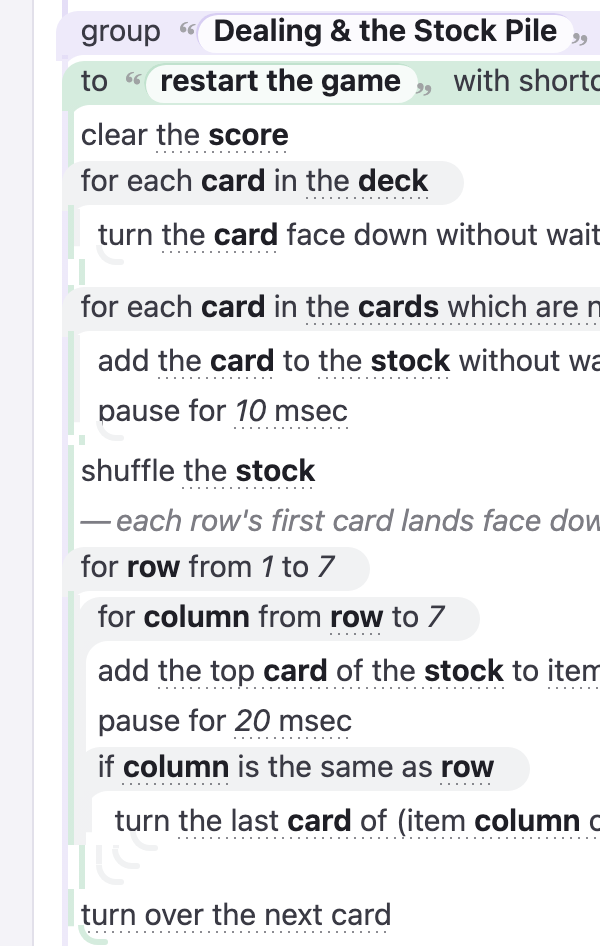 group “Dealing & the Stock Pile”
to “restart the game” with
clear the score
for each card in the deck
turn the card face down without
for each card in the cards which are
add the card to the stock without
pause for 10 msec
shuffle the stock
— each row's first card lands face
for row from 1 to 7
for column from row to 7
add the top card of the stock to item
pause for 20 msec
if column is the same as row
turn the last card of (item column
turn over the next card